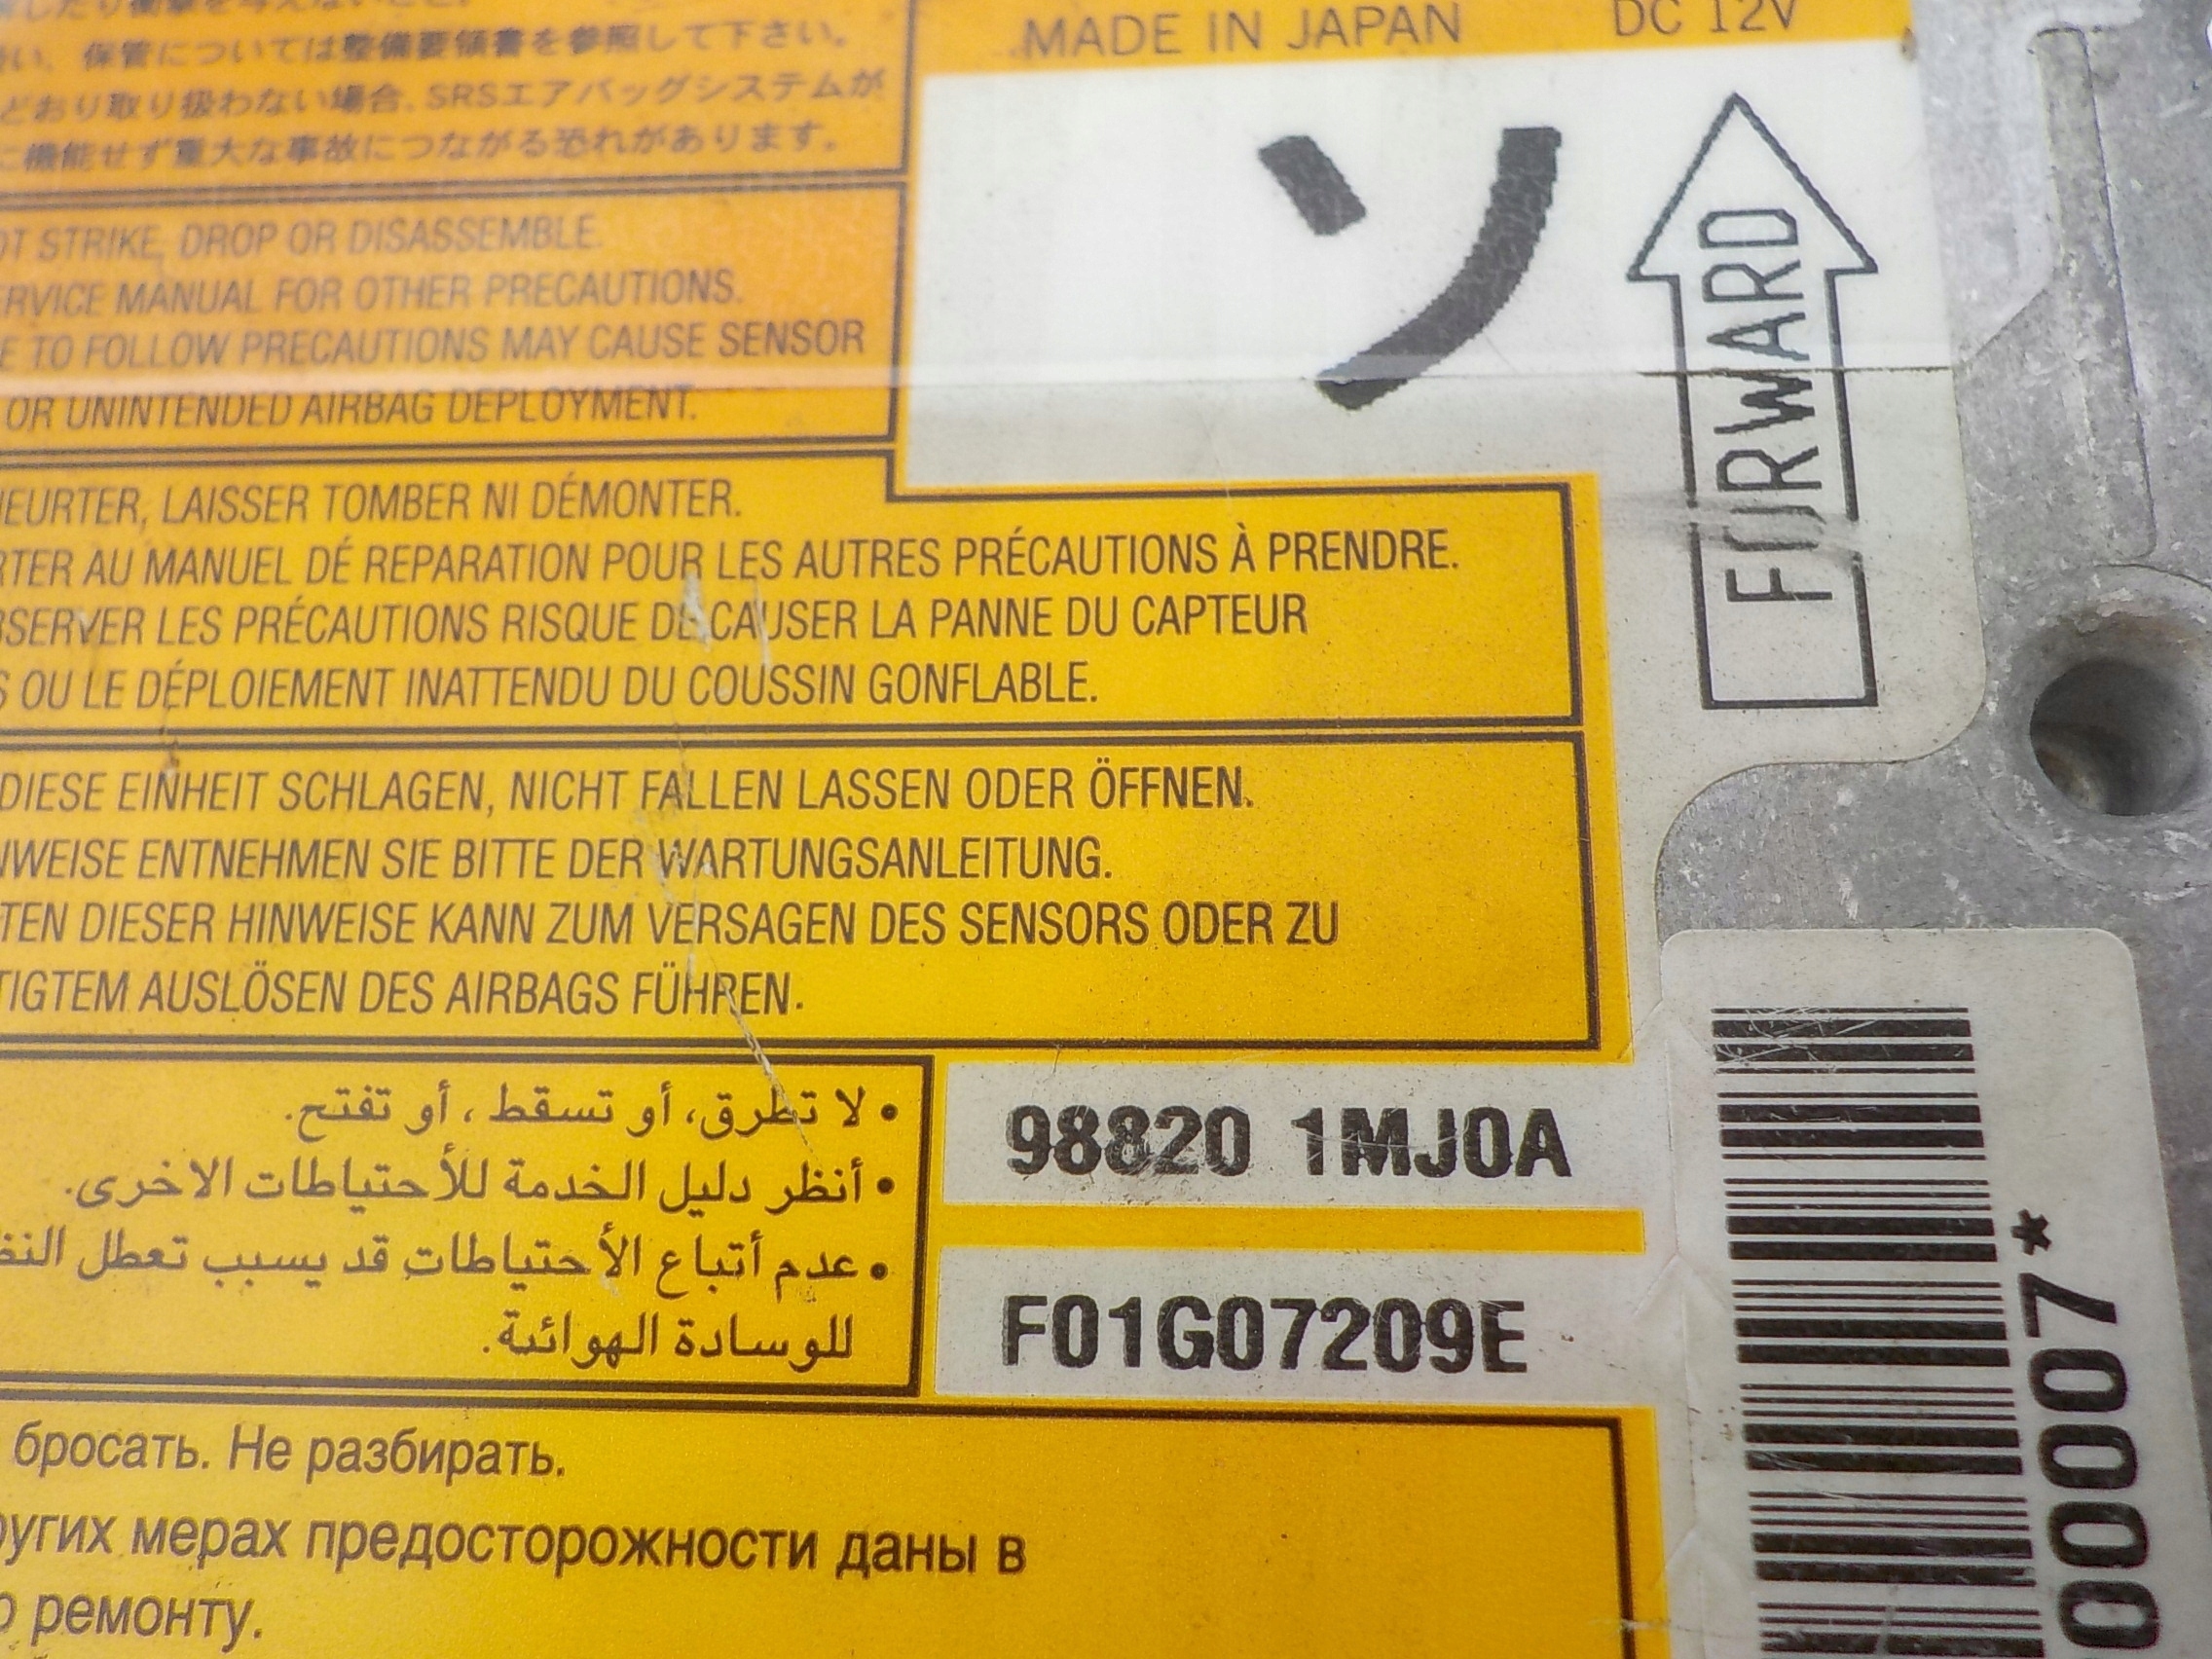 保管については整備要領書を参照して下さい。
どおり取り扱わない場合、SRSエアバッグシステムが
機能せず重大な事故につながる恐れがあります。
MADE IN JAPAN
DC 12V
ソ
FORWARD
STRIKE, DROP OR DISASSEMBLE.
MANUAL FOR OTHER PRECAUTIONS.
TO FOLLOW PRECAUTIONS MAY CAUSE SENSOR
OR UNINTENDED AIRBAG DEPLOYMENT.
HEURTER, LAISSER TOMBER NI DÉMONTER.
AU MANUEL DÉ REPARATION POUR LES AUTRES PRÉCAUTIONS À PRENDRE.
LES PRÉCAUTIONS RISQUE DE CAUSER LA PANNE DU CAPTEUR
OU LE DÉPLOIEMENT INATTENDU DU COUSSIN GONFLABLE.
DIESE EINHEIT SCHLAGEN, NICHT FALLEN LASSEN ODER ÖFFNEN.
ENTNEHMEN SIE BITTE DER WARTUNGSANLEITUNG.
DIESER HINWEISE KANN ZUM VERSAGEN DES SENSORS ODER ZU
AUSLÖSEN DES AIRBAGS FÜHREN.
• لا تطرق، أو تسقط ، أو تفتح.
• أنظر دليل الخدمة للأحتياطات الاخرى.
• عدم أتباع الأحتياطات قد يسبب تعطل
للوسادة الهوائية.
98820 1MJ0A
F01G07209E
бросать. Не разбирать.
мерах предосторожности даны в
ремонту.
00007*